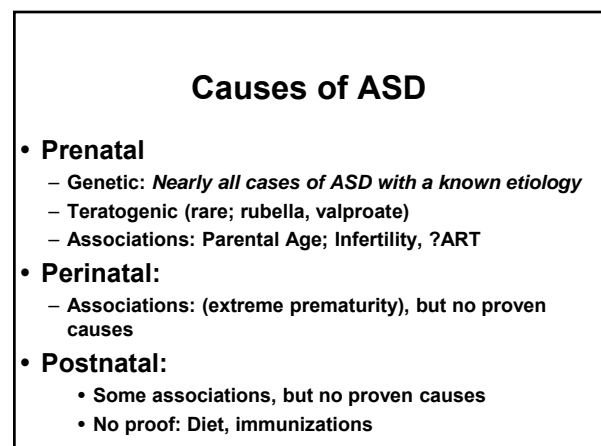 Causes of ASD
• Prenatal
– Genetic: Nearly all cases of ASD with a known etiology
– Teratogenic (rare; rubella, valproate)
– Associations: Parental Age; Infertility, ?ART
• Perinatal:
– Associations: (extreme prematurity), but no proven
causes
• Postnatal:
• Some associations, but no proven causes
• No proof: Diet, immunizations